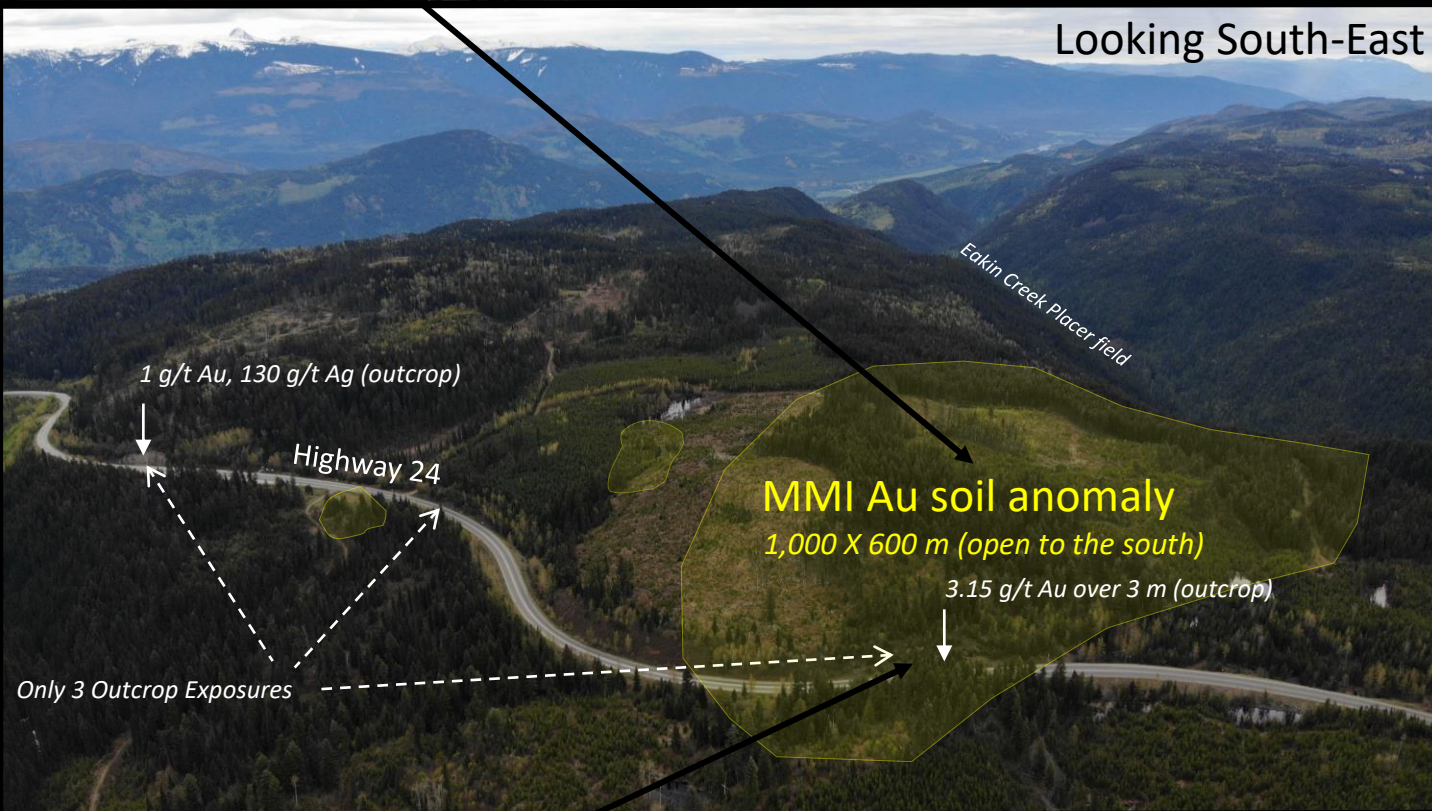 Looking South-East
Eakin Creek Placer field
1 g/t Au, 130 g/t Ag (outcrop)
Highway 24
MMI Au soil anomaly
1,000 X 600 m (open to the south)
3.15 g/t Au over 3 m (outcrop)
Only 3 Outcrop Exposures